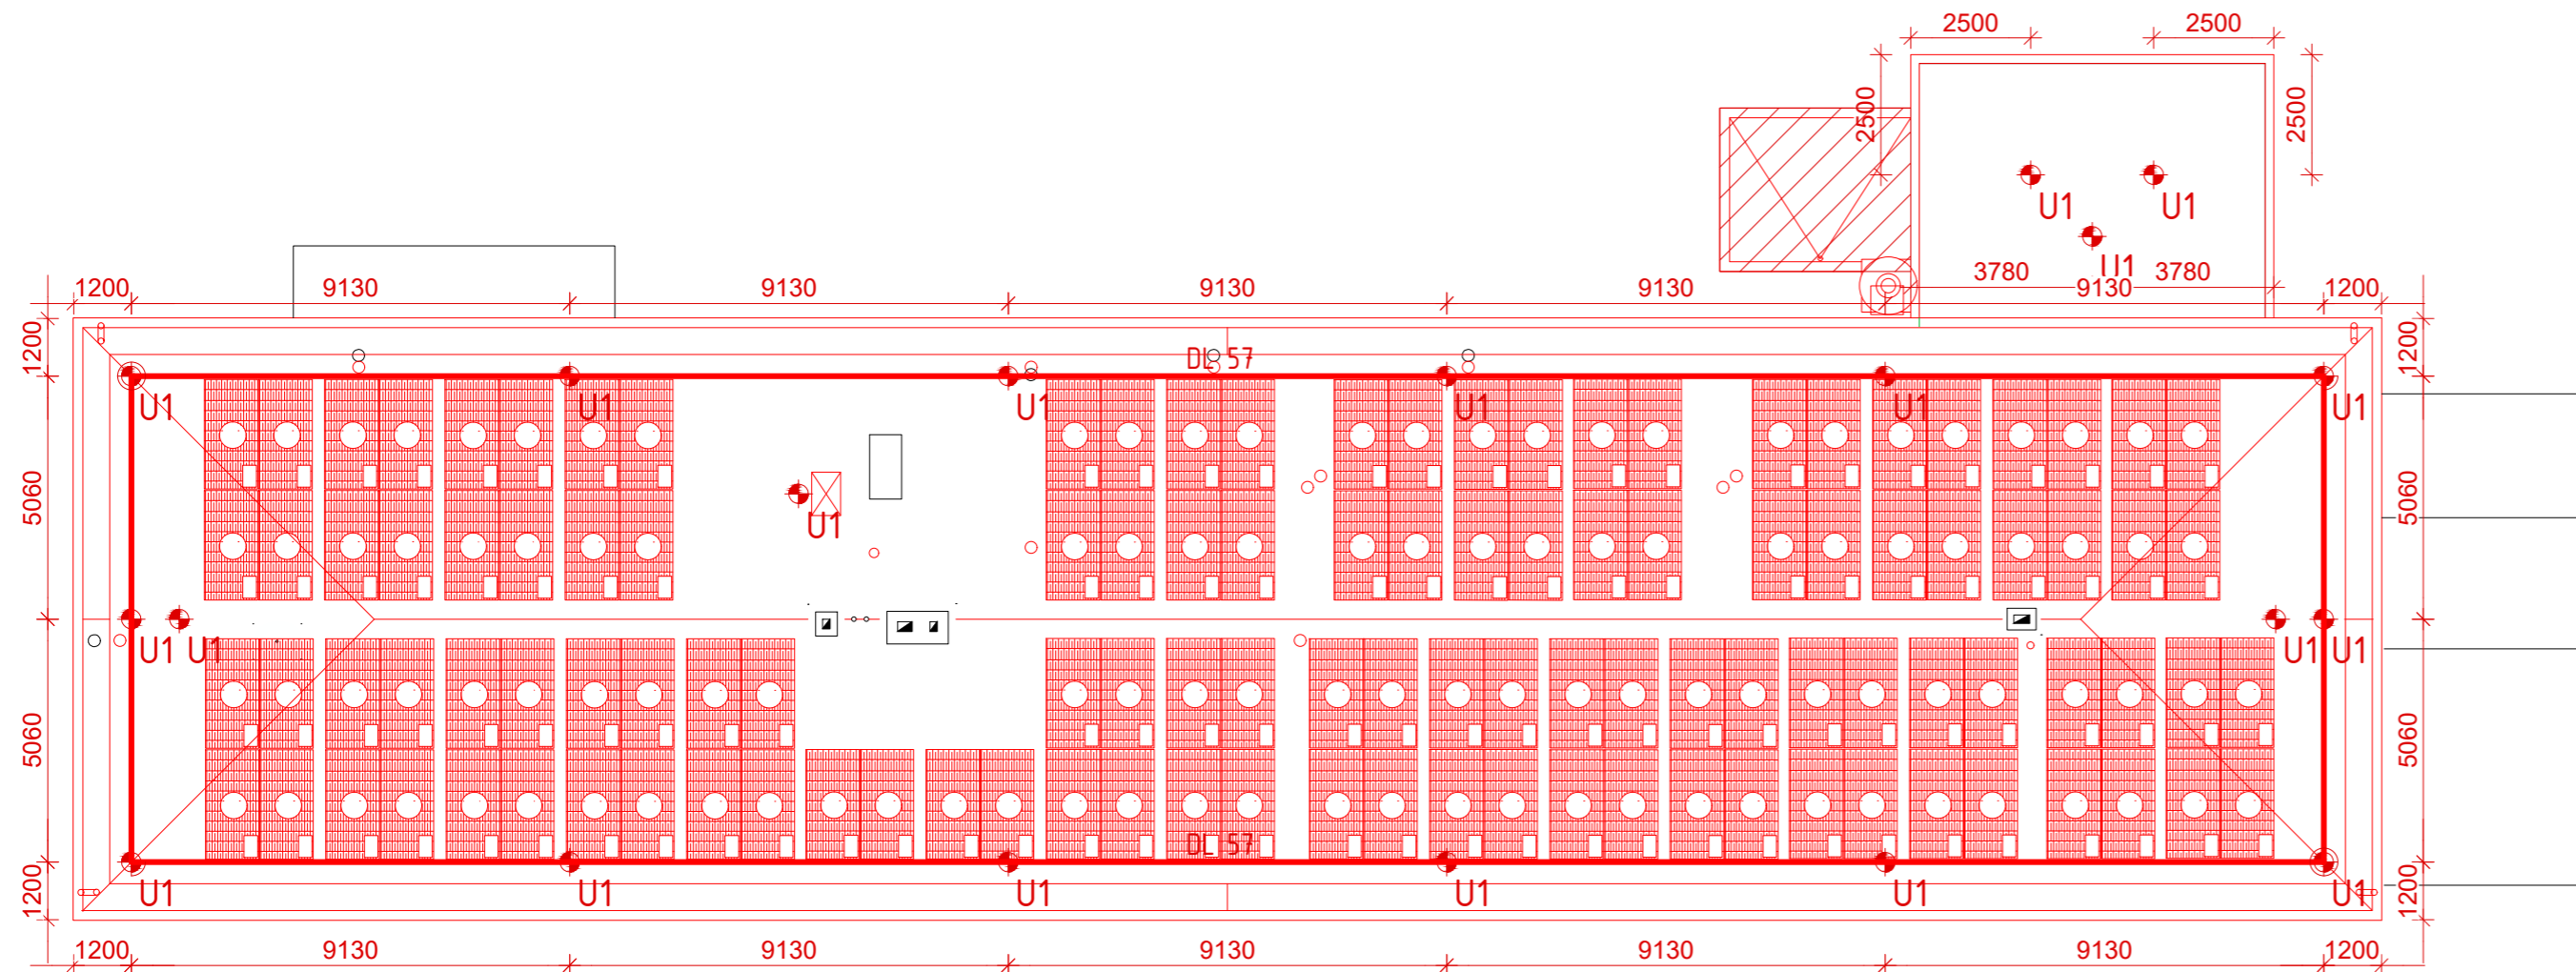 2500 2500
2500 2500
U1 U1
U1
3780 3780
1200 9130 9130 9130 9130 9130 1200
1200 DL 57 1200
U1 U1 U1 U1 U1 U1
5060 U1 5060
U1 U1 U1 U1
5060 5060
DL 57
1200 U1 U1 U1 U1 U1 U1 1200
1200 9130 9130 9130 9130 9130 1200